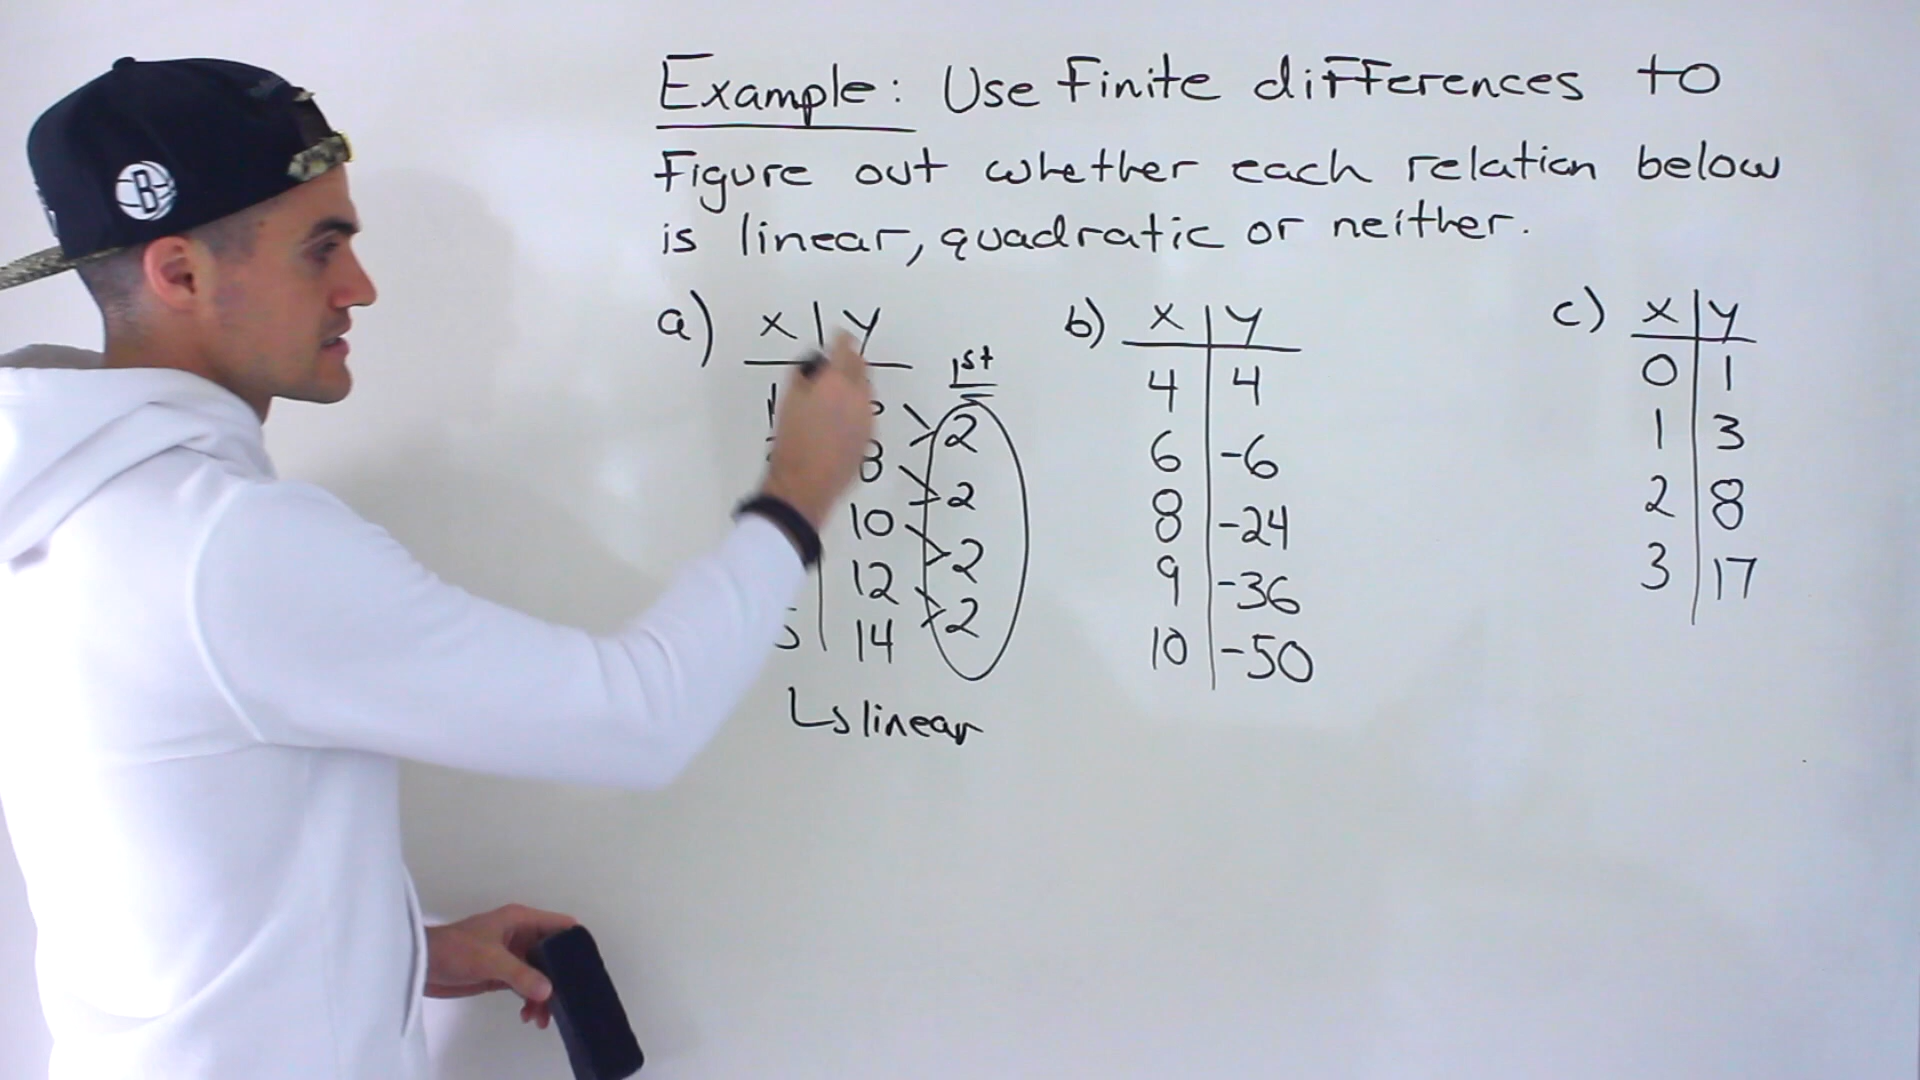 Example: Use finite differences to
figure out whether each relation below
is linear, quadratic or neither.
a) x y
1st
2
8 2
10 2
12 2
14
↳ linear
b) x y
4 4
6 -6
8 -24
9 -36
10 -50
c) x y
0 1
1 3
2 8
3 17
B